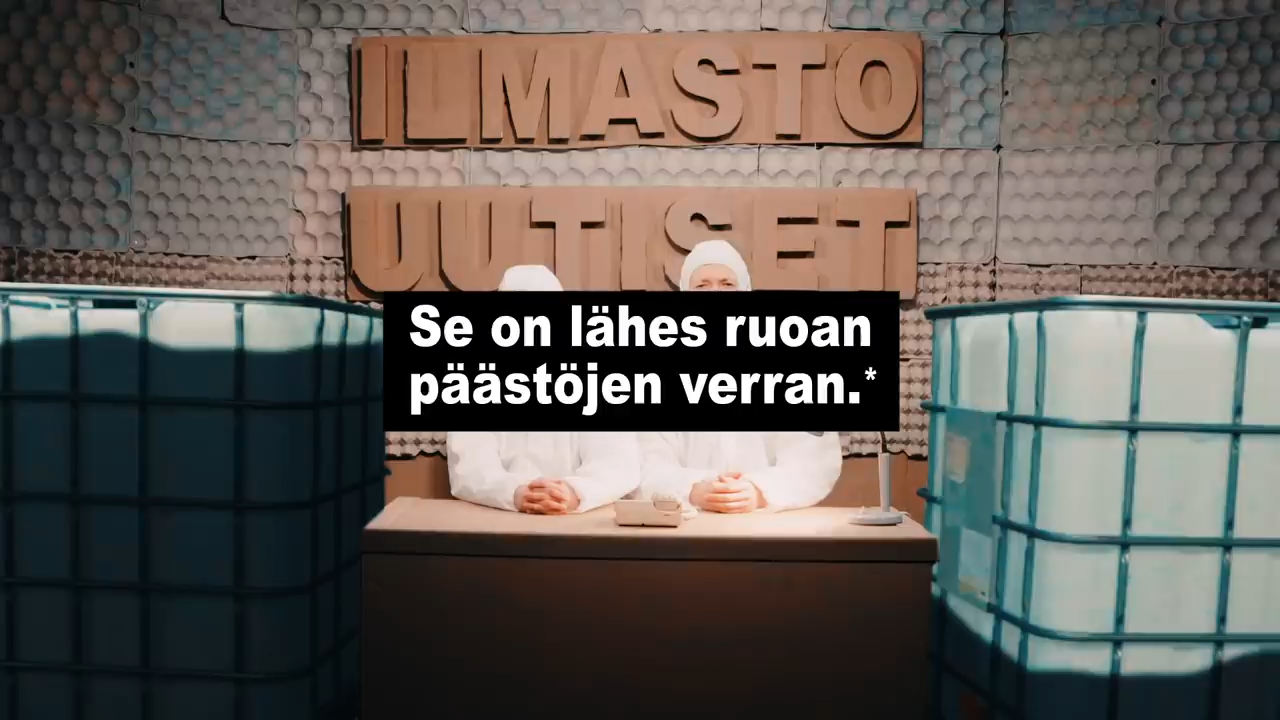 ILMASTO
UUTISET
Se on lähes ruoan
päästöjen verran.*